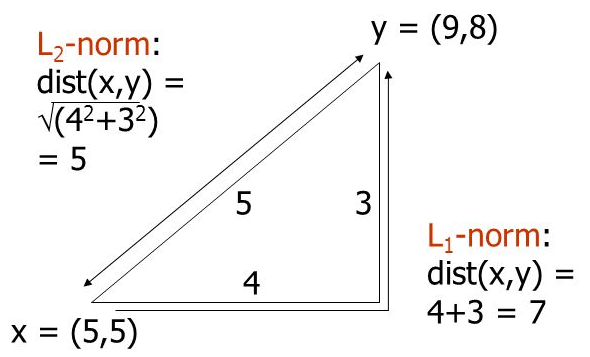 y = (9,8)
L₂-norm:
dist(x,y) =
√(4²+3²)
= 5
5
3
4
L₁-norm:
dist(x,y) =
4+3 = 7
x = (5,5)